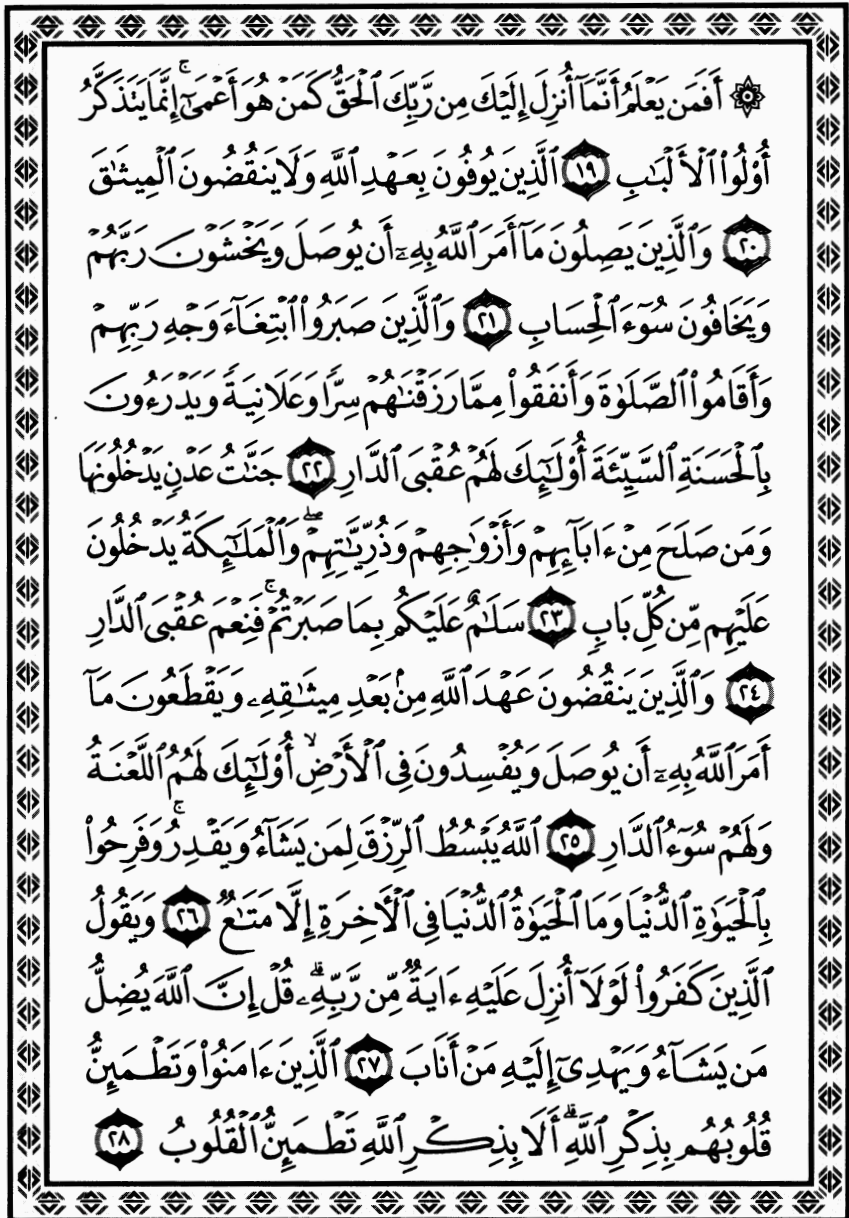 ۞ أَفَمَن يَعْلَمُ أَنَّمَآ أُنزِلَ إِلَيْكَ مِن رَّبِّكَ ٱلْحَقُّ كَمَنْ هُوَ أَعْمَىٰٓ ۚ إِنَّمَا يَتَذَكَّرُ
أُو۟لُوا۟ ٱلْأَلْبَـٰبِ ١٩ ٱلَّذِينَ يُوفُونَ بِعَهْدِ ٱللَّهِ وَلَا يَنقُضُونَ ٱلْمِيثَـٰقَ
٢٠ وَٱلَّذِينَ يَصِلُونَ مَآ أَمَرَ ٱللَّهُ بِهِۦٓ أَن يُوصَلَ وَيَخْشَوْنَ رَبَّهُمْ
وَيَخَافُونَ سُوٓءَ ٱلْحِسَابِ ٢١ وَٱلَّذِينَ صَبَرُوا۟ ٱبْتِغَآءَ وَجْهِ رَبِّهِمْ
وَأَقَامُوا۟ ٱلصَّلَوٰةَ وَأَنفَقُوا۟ مِمَّا رَزَقْنَـٰهُمْ سِرًّا وَعَلَانِيَةً وَيَدْرَءُونَ
بِٱلْحَسَنَةِ ٱلسَّيِّئَةَ أُو۟لَـٰٓئِكَ لَهُمْ عُقْبَى ٱلدَّارِ ٢٢ جَنَّـٰتُ عَدْنٍ يَدْخُلُونَهَا
وَمَن صَلَحَ مِنْ ءَابَآئِهِمْ وَأَزْوَٰجِهِمْ وَذُرِّيَّـٰتِهِمْ ۖ وَٱلْمَلَـٰٓئِكَةُ يَدْخُلُونَ
عَلَيْهِم مِّن كُلِّ بَابٍ ٢٣ سَلَـٰمٌ عَلَيْكُم بِمَا صَبَرْتُمْ ۚ فَنِعْمَ عُقْبَى ٱلدَّارِ
٢٤ وَٱلَّذِينَ يَنقُضُونَ عَهْدَ ٱللَّهِ مِنۢ بَعْدِ مِيثَـٰقِهِۦ وَيَقْطَعُونَ مَآ
أَمَرَ ٱللَّهُ بِهِۦٓ أَن يُوصَلَ وَيُفْسِدُونَ فِى ٱلْأَرْضِ ۙ أُو۟لَـٰٓئِكَ لَهُمُ ٱللَّعْنَةُ
وَلَهُمْ سُوٓءُ ٱلدَّارِ ٢٥ ٱللَّهُ يَبْسُطُ ٱلرِّزْقَ لِمَن يَشَآءُ وَيَقْدِرُ ۚ وَفَرِحُوا۟
بِٱلْحَيَوٰةِ ٱلدُّنْيَا وَمَا ٱلْحَيَوٰةُ ٱلدُّنْيَا فِى ٱلْأَخِرَةِ إِلَّا مَتَـٰعٌ ٢٦ وَيَقُولُ
ٱلَّذِينَ كَفَرُوا۟ لَوْلَآ أُنزِلَ عَلَيْهِ ءَايَةٌ مِّن رَّبِّهِۦ ۗ قُلْ إِنَّ ٱللَّهَ يُضِلُّ
مَن يَشَآءُ وَيَهْدِىٓ إِلَيْهِ مَنْ أَنَابَ ٢٧ ٱلَّذِينَ ءَامَنُوا۟ وَتَطْمَئِنُّ
قُلُوبُهُم بِذِكْرِ ٱللَّهِ ۗ أَلَا بِذِكْرِ ٱللَّهِ تَطْمَئِنُّ ٱلْقُلُوبُ ٢٨